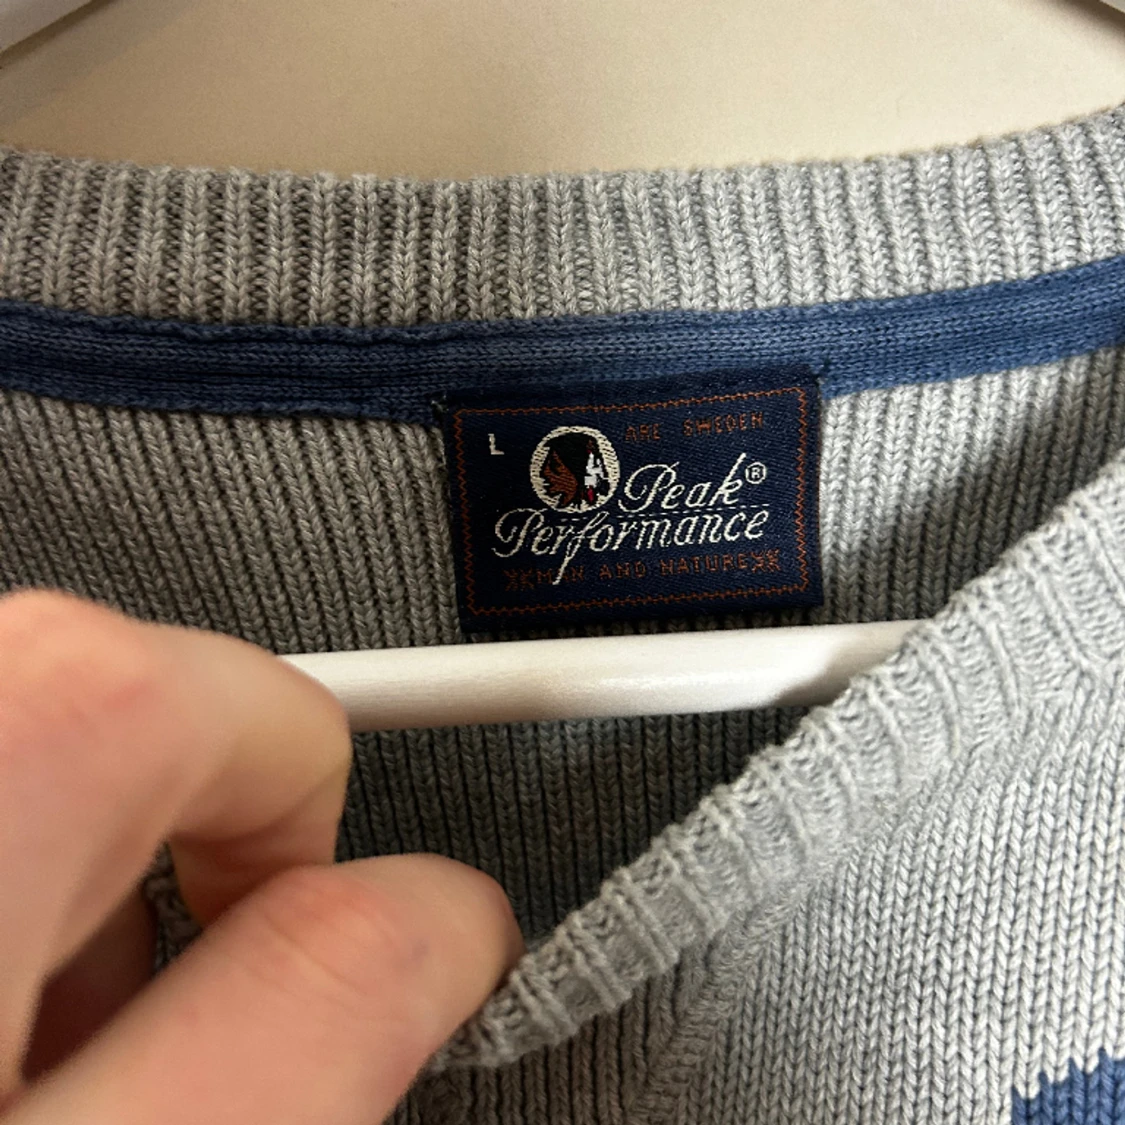 L
ARE SWEDEN
Peak®
Performance
MAN AND NATURE